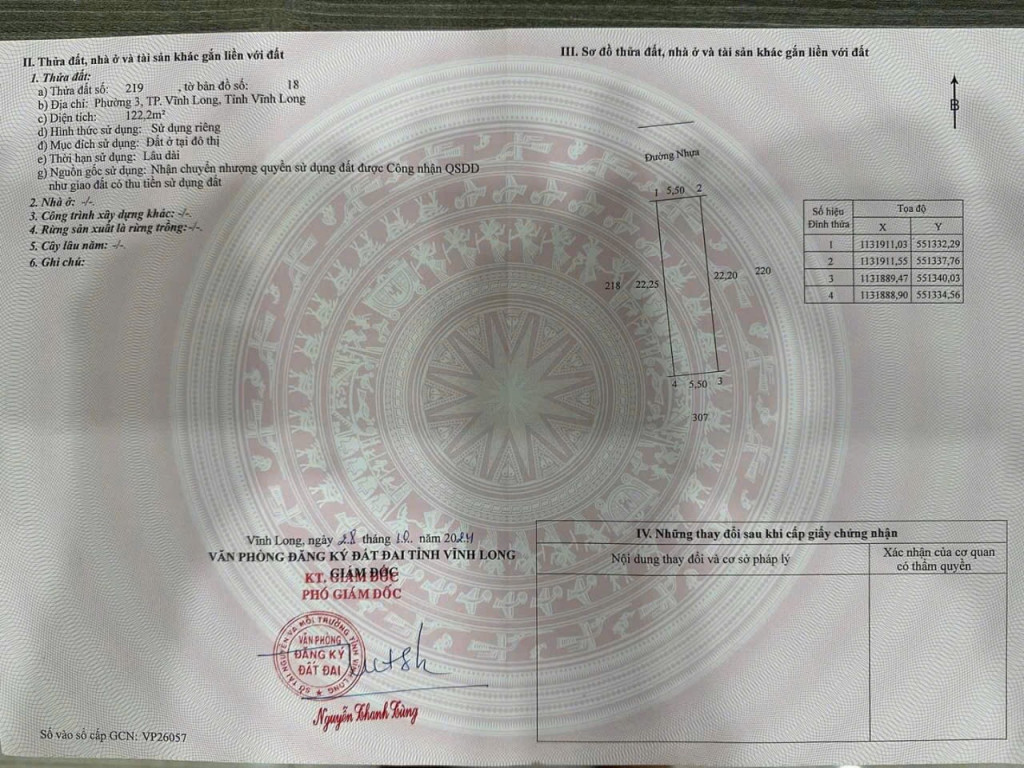 II. Thửa đất, nhà ở và tài sản khác gắn liền với đất
1. Thửa đất:
a) Thửa đất số: 219 , tờ bản đồ số: 18
b) Địa chỉ: Phường 3, TP. Vĩnh Long, Tỉnh Vĩnh Long
c) Diện tích: 122,2m²
d) Hình thức sử dụng: Sử dụng riêng
đ) Mục đích sử dụng: Đất ở tại đô thị
e) Thời hạn sử dụng: Lâu dài
g) Nguồn gốc sử dụng: Nhận chuyển nhượng quyền sử dụng đất được Công nhận QSDĐ
như giao đất có thu tiền sử dụng đất
2. Nhà ở: -/-.
3. Công trình xây dựng khác: -/-.
4. Rừng sản xuất là rừng trồng:-/-.
5. Cây lâu năm: -/-.
6. Ghi chú:
Vĩnh Long, ngày 28 tháng 10 năm 2024
VĂN PHÒNG ĐĂNG KÝ ĐẤT ĐAI TỈNH VĨNH LONG
KT. GIÁM ĐỐC
PHÓ GIÁM ĐỐC
SỞ TÀI NGUYÊN VÀ MÔI TRƯỜNG TỈNH VĨNH LONG
VĂN PHÒNG
ĐĂNG KÝ
ĐẤT ĐAI
Nguyễn Thanh Tùng
Số vào sổ cấp GCN: VP26057
III. Sơ đồ thửa đất, nhà ở và tài sản khác gắn liền với đất
B
Đường Nhựa
1 5,50 2
218 22,25 22,20 220
4 5,50 3
307
Số hiệu Đỉnh thửa Tọa độ
X Y
1 1131911,03 551332,29
2 1131911,55 551337,76
3 1131889,47 551340,03
4 1131888,90 551334,56
IV. Những thay đổi sau khi cấp giấy chứng nhận
Nội dung thay đổi và cơ sở pháp lý
Xác nhận của cơ quan
có thẩm quyền